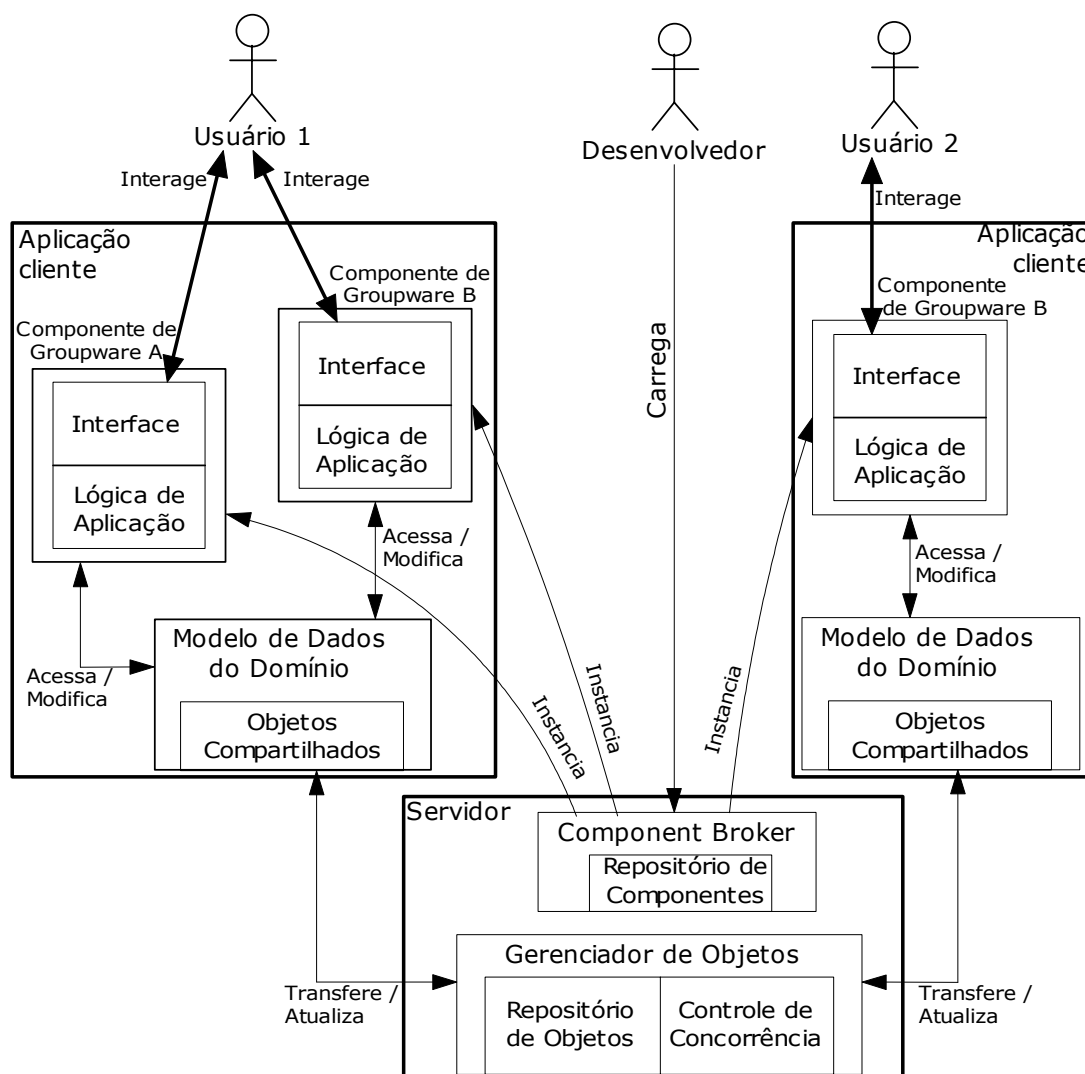 Usuário 1
Desenvolvedor
Usuário 2
Interage
Interage
Interage
Aplicação
cliente
Aplicação
cliente
Componente de
Groupware B
Componente
de Groupware B
Componente de
Groupware A
Interface
Lógica de
Aplicação
Interface
Lógica de
Aplicação
Interface
Lógica de
Aplicação
Carrega
Acessa /
Modifica
Acessa /
Modifica
Acessa /
Modifica
Modelo de Dados
do Domínio
Objetos
Compartilhados
Modelo de Dados
do Domínio
Objetos
Compartilhados
Instancia
Instancia
Instancia
Servidor
Component Broker
Repositório de
Componentes
Gerenciador de Objetos
Repositório
de Objetos
Controle de
Concorrência
Transfere /
Atualiza
Transfere /
Atualiza